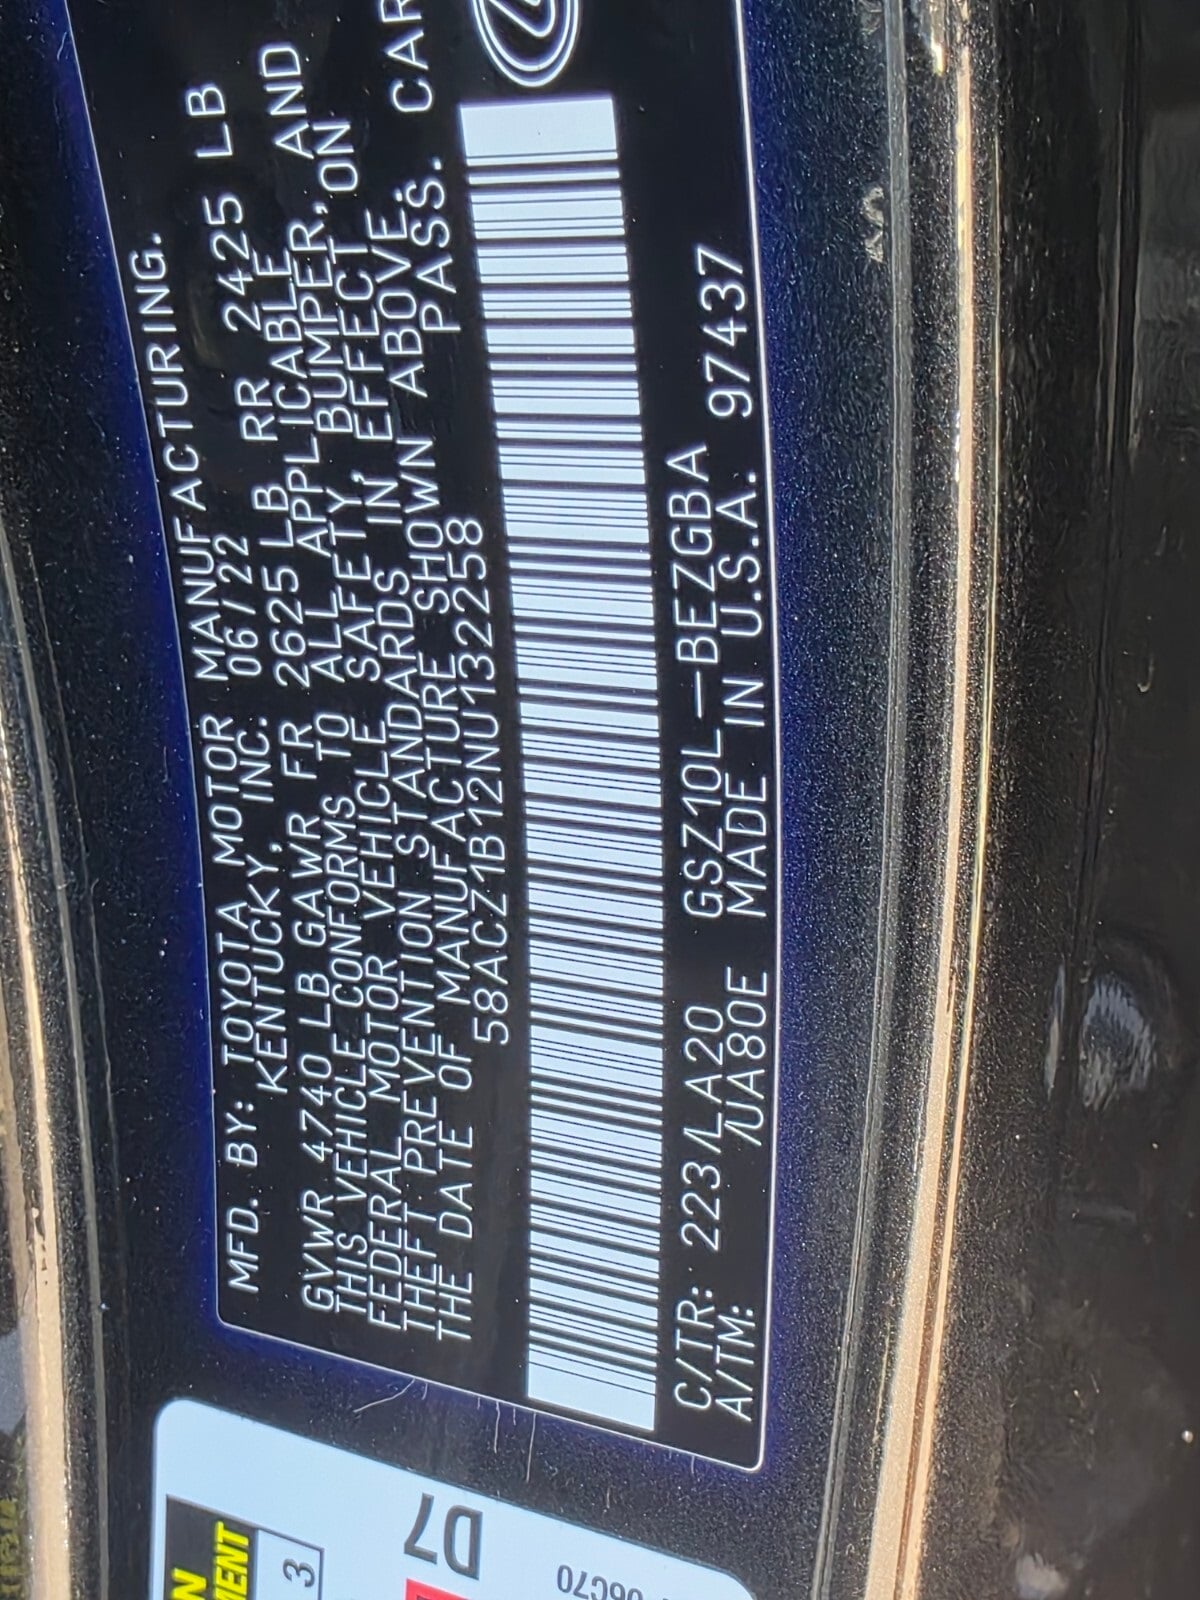 MFD. BY: TOYOTA MOTOR MANUFACTURING.
KENTUCKY, INC. 06/22
GVWR 4740 LB GAWR FR 2625 LB RR 2425 LB
THIS VEHICLE CONFORMS TO ALL APPLICABLE
FEDERAL MOTOR VEHICLE SAFETY, BUMPER, AND
THEFT PREVENTION STANDARDS IN EFFECT ON
THE DATE OF MANUFACTURE SHOWN ABOVE.
58ACZ1B12NU132258 PASS. CAR
C/TR: 223/LA20 GSZ10L-BEZGBA
A/TM: /UA80E MADE IN U.S.A. 97437
D7
3
06C70